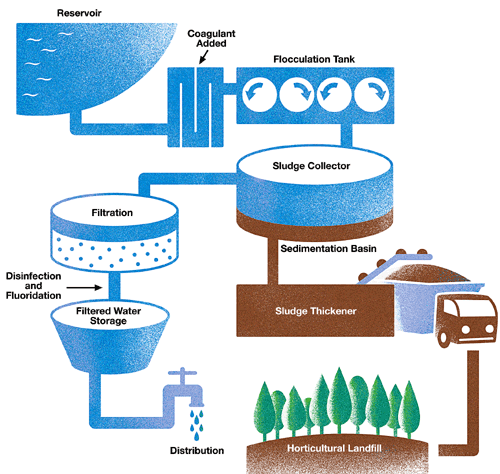 Reservoir
Coagulant
Added
Flocculation Tank
Sludge Collector
Filtration
Sedimentation Basin
Disinfection
and
Fluoridation
Filtered Water
Storage
Sludge Thickener
Distribution
Horticultural Landfill